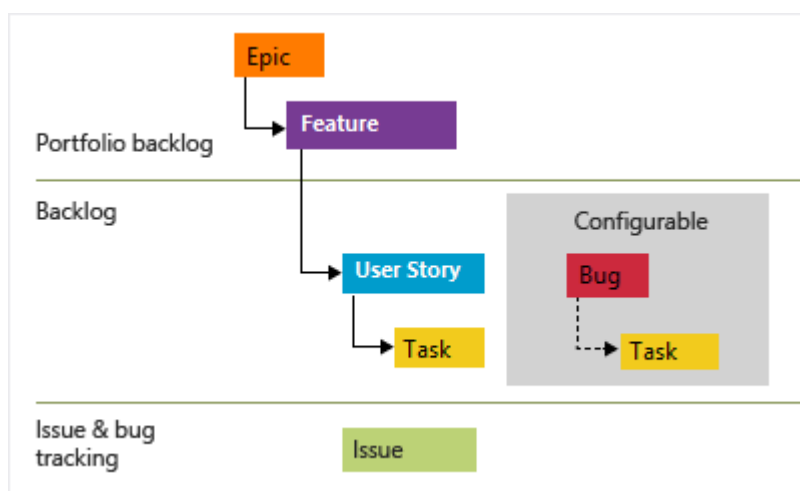 Epic
Feature
Portfolio backlog
Backlog
Configurable
User Story
Bug
Task
Task
Issue & bug
tracking
Issue